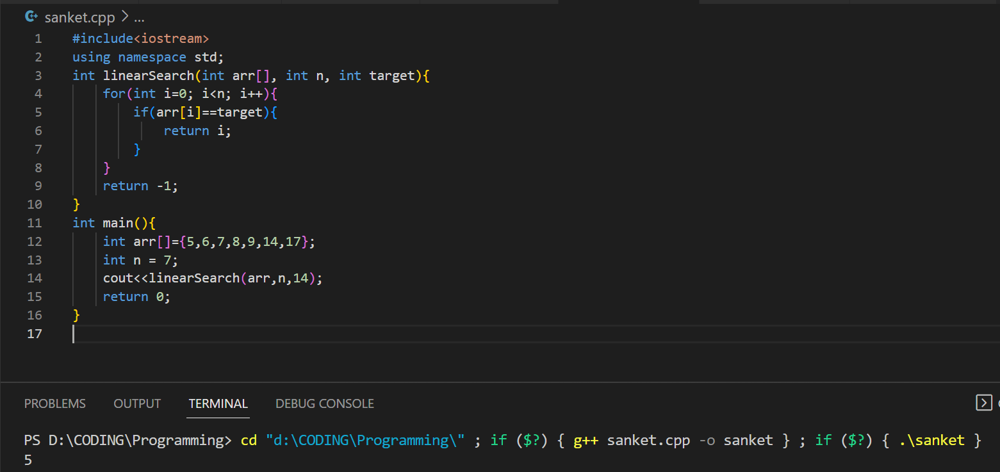 sanket.cpp > ...
1 #include<iostream>
2 using namespace std;
3 int linearSearch(int arr[], int n, int target){
4     for(int i=0; i<n; i++){
5         if(arr[i]==target){
6             return i;
7         }
8     }
9     return -1;
10 }
11 int main(){
12     int arr[]={5,6,7,8,9,14,17};
13     int n = 7;
14     cout<<linearSearch(arr,n,14);
15     return 0;
16 }
17
PROBLEMS OUTPUT TERMINAL DEBUG CONSOLE
PS D:\CODING\Programming> cd "d:\CODING\Programming\" ; if ($?) { g++ sanket.cpp -o sanket } ; if ($?) { .\sanket }
5